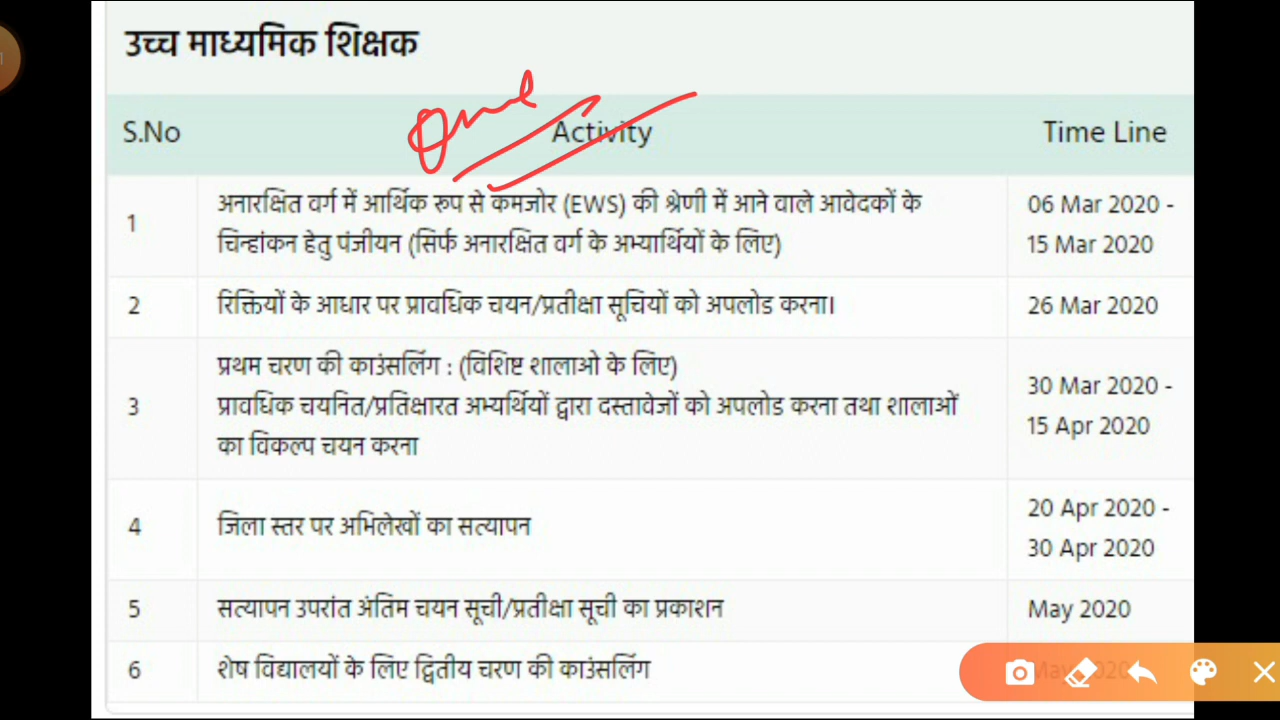 उच्च माध्यमिक शिक्षक
S.No Activity Time Line
1 अनारक्षित वर्ग में आर्थिक रूप से कमजोर (EWS) की श्रेणी में आने वाले आवेदकों के 06 Mar 2020 -
चिन्हांकन हेतु पंजीयन (सिर्फ अनारक्षित वर्ग के अभ्यार्थियों के लिए) 15 Mar 2020
2 रिक्तियों के आधार पर प्रावधिक चयन/प्रतीक्षा सूचियों को अपलोड करना। 26 Mar 2020
प्रथम चरण की काउंसलिंग : (विशिष्ट शालाओ के लिए)
3 प्रावधिक चयनित/प्रतिक्षारत अभ्यर्थियों द्वारा दस्तावेजों को अपलोड करना तथा शालाओं 30 Mar 2020 -
का विकल्प चयन करना 15 Apr 2020
4 जिला स्तर पर अभिलेखों का सत्यापन 20 Apr 2020 -
30 Apr 2020
5 सत्यापन उपरांत अंतिम चयन सूची/प्रतीक्षा सूची का प्रकाशन May 2020
6 शेष विद्यालयों के लिए द्वितीय चरण की काउंसलिंग